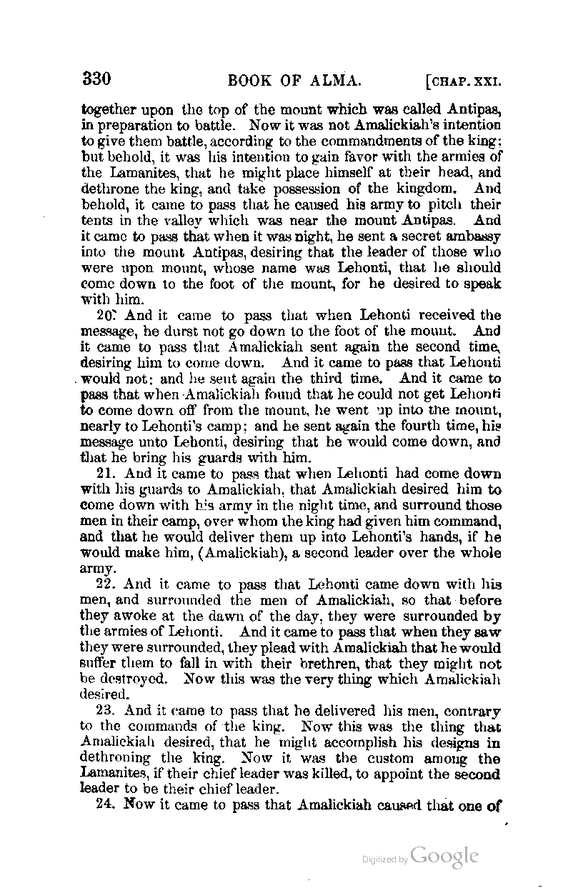 330 BOOK OF ALMA. [CHAP. XXI.
together upon the top of the mount which was called Antipas,
in preparation to battle. Now it was not Amalickiah's intention
to give them battle, according to the commandments of the king;
but behold, it was his intention to gain favor with the armies of
the Lamanites, that he might place himself at their head, and
dethrone the king, and take possession of the kingdom. And
behold, it came to pass that he caused his army to pitch their
tents in the valley which was near the mount Antipas. And
it came to pass that when it was night, he sent a secret ambassy
into the mount Antipas, desiring that the leader of those who
were upon mount, whose name was Lehonti, that he should
come down to the foot of the mount, for he desired to speak
with him.
20. And it came to pass that when Lehonti received the
message, he durst not go down to the foot of the mount. And
it came to pass that Amalickiah sent again the second time,
desiring him to come down. And it came to pass that Lehonti
would not; and he sent again the third time. And it came to
pass that when Amalickiah found that he could not get Lehonti
to come down off from the mount, he went up into the mount,
nearly to Lehonti's camp; and he sent again the fourth time, his
message unto Lehonti, desiring that he would come down, and
that he bring his guards with him.
21. And it came to pass that when Lehonti had come down
with his guards to Amalickiah, that Amalickiah desired him to
come down with his army in the night time, and surround those
men in their camp, over whom the king had given him command,
and that he would deliver them up into Lehonti's hands, if he
would make him, (Amalickiah), a second leader over the whole
army.
22. And it came to pass that Lehonti came down with his
men, and surrounded the men of Amalickiah, so that before
they awoke at the dawn of the day, they were surrounded by
the armies of Lehonti. And it came to pass that when they saw
they were surrounded, they plead with Amalickiah that he would
suffer them to fall in with their brethren, that they might not
be destroyed. Now this was the very thing which Amalickiah
desired.
23. And it came to pass that he delivered his men, contrary
to the commands of the king. Now this was the thing that
Amalickiah desired, that he might accomplish his designs in
dethroning the king. Now it was the custom among the
Lamanites, if their chief leader was killed, to appoint the second
leader to be their chief leader.
24. Now it came to pass that Amalickiah caused that one of
Digitized by Google